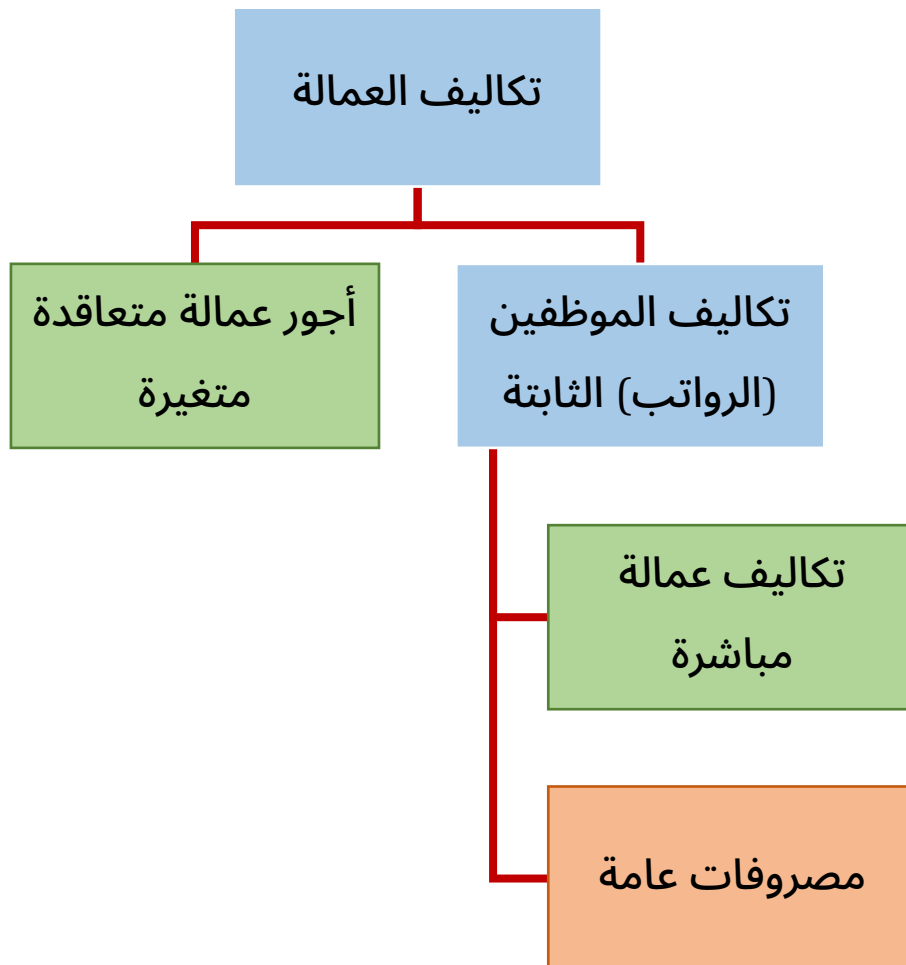 تكاليف العمالة
تكاليف الموظفين
(الرواتب) الثابتة
أجور عمالة متعاقدة
متغيرة
تكاليف عمالة
مباشرة
مصروفات عامة